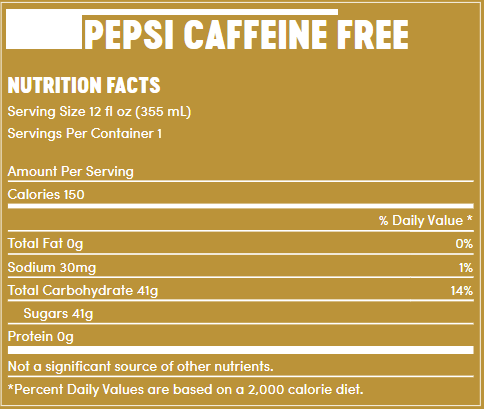 PEPSI CAFFEINE FREE
NUTRITION FACTS
Serving Size 12 fl oz (355 mL)
Servings Per Container 1
Amount Per Serving
Calories 150
% Daily Value *
Total Fat 0g 0%
Sodium 30mg 1%
Total Carbohydrate 41g 14%
Sugars 41g
Protein 0g
Not a significant source of other nutrients.
*Percent Daily Values are based on a 2,000 calorie diet.